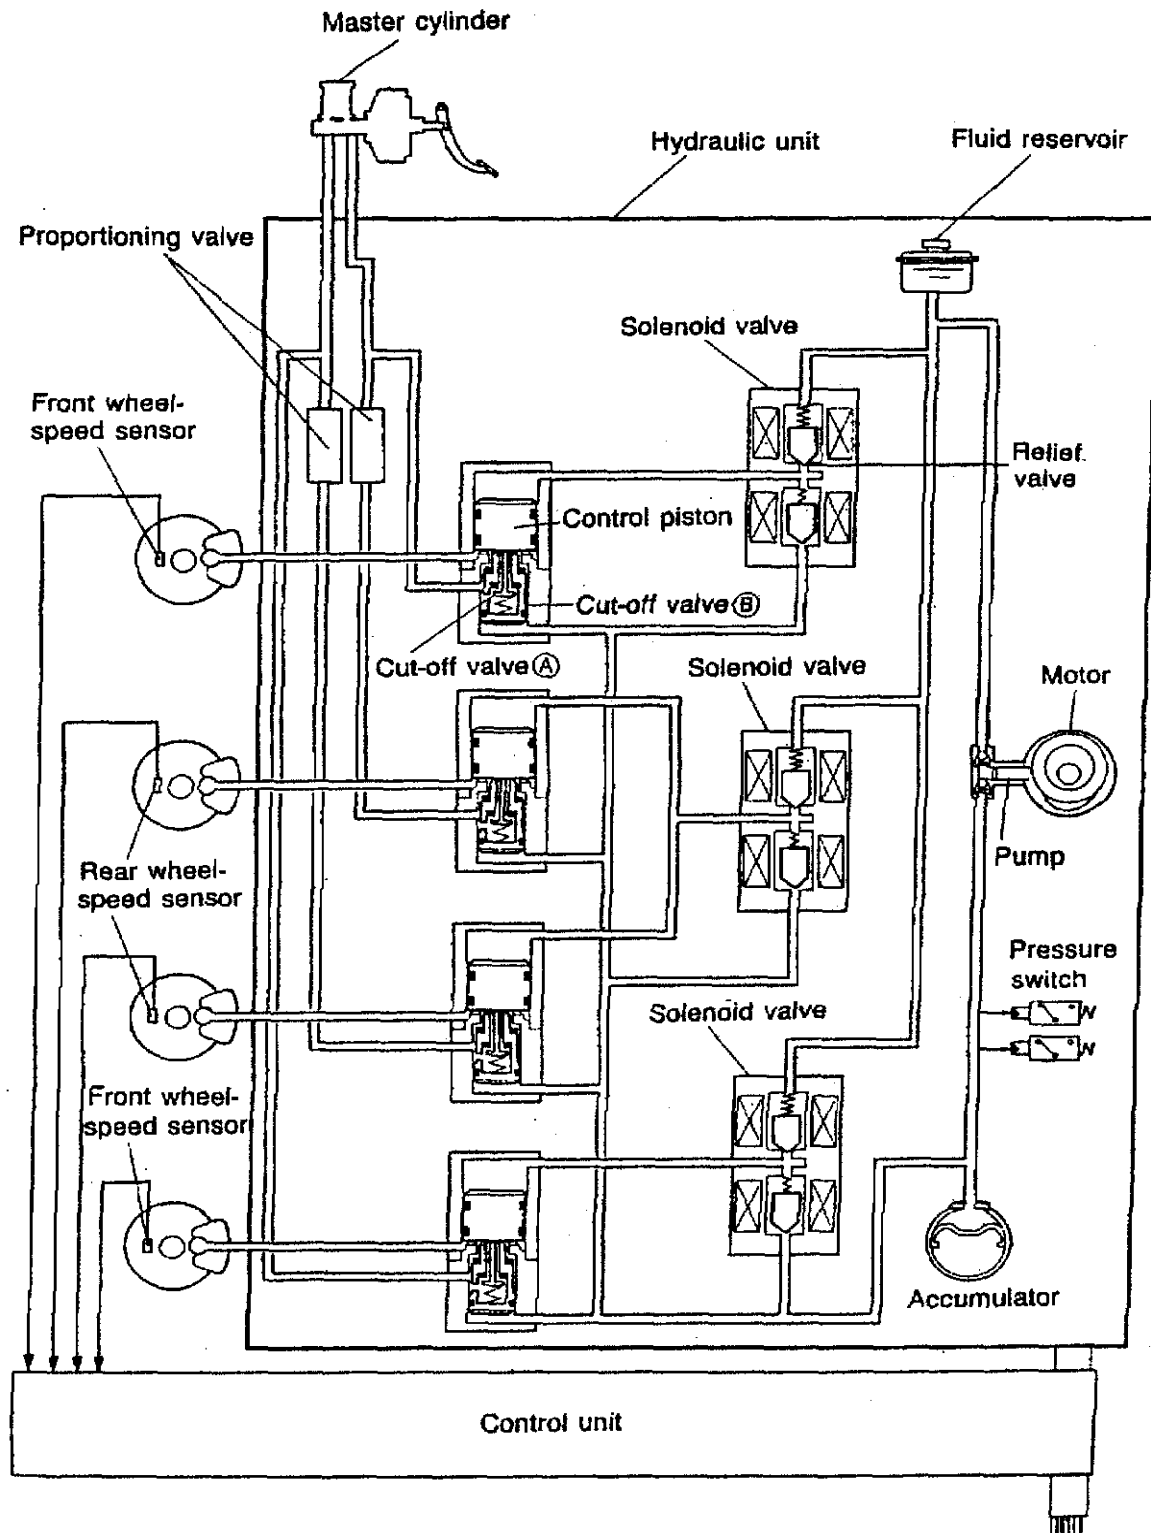 Master cylinder
Hydraulic unit
Fluid reservoir
Proportioning valve
Solenoid valve
Front wheel-
speed sensor
Relief
valve
Control piston
Cut-off valve Ⓑ
Cut-off valve Ⓐ
Solenoid valve
Motor
Pump
Rear wheel-
speed sensor
Pressure
switch
Solenoid valve
Front wheel-
speed sensor
Accumulator
Control unit